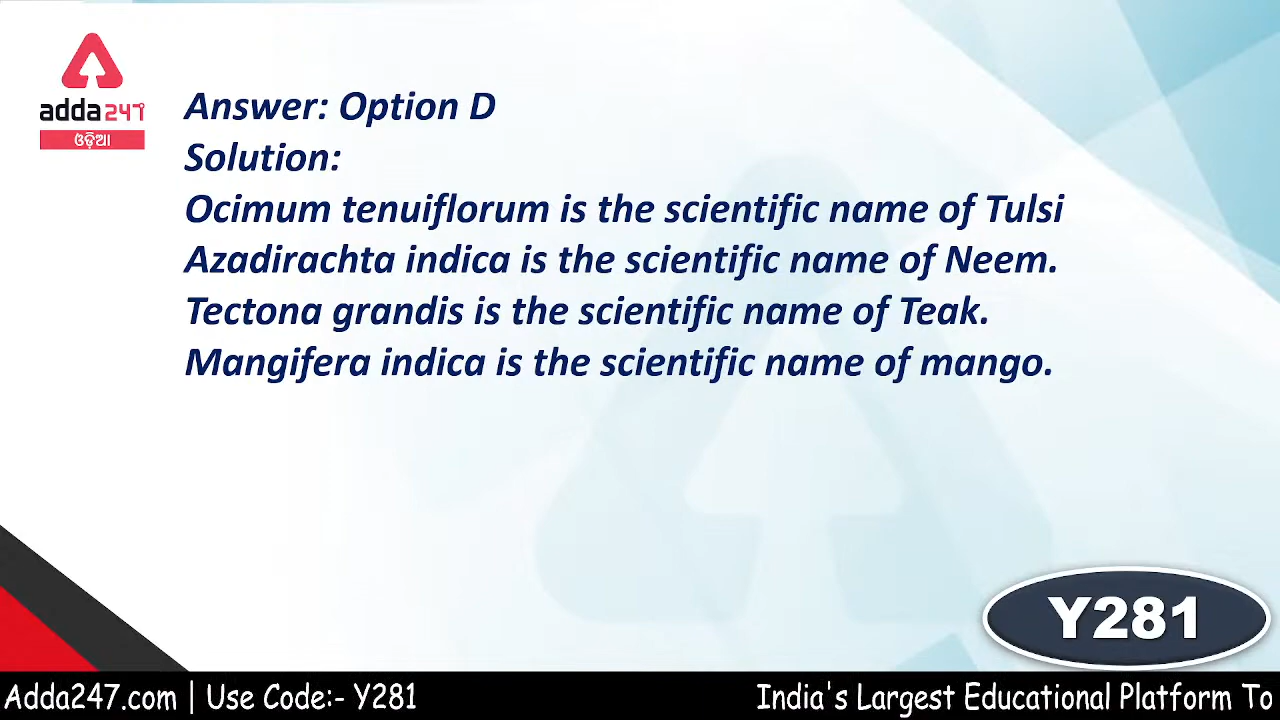 adda247
ଓଡ଼ିଆ
Answer: Option D
Solution:
Ocimum tenuiflorum is the scientific name of Tulsi
Azadirachta indica is the scientific name of Neem.
Tectona grandis is the scientific name of Teak.
Mangifera indica is the scientific name of mango.
Y281
Adda247.com | Use Code:- Y281
India's Largest Educational Platform To